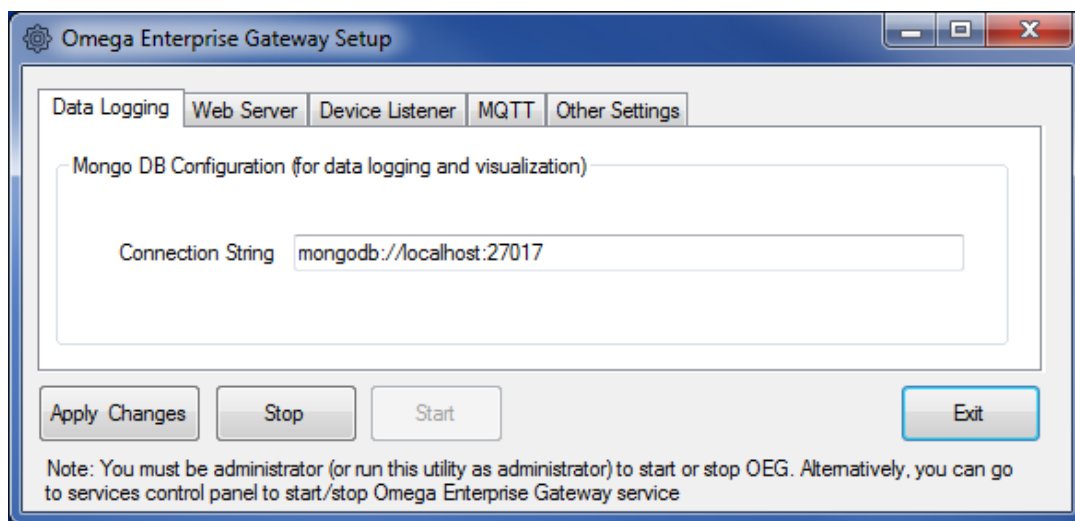 Omega Enterprise Gateway Setup
Data Logging Web Server Device Listener MQTT Other Settings
Mongo DB Configuration (for data logging and visualization)
Connection String mongodb://localhost:27017
Apply Changes Stop Start Exit
Note: You must be administrator (or run this utility as administrator) to start or stop OEG. Alternatively, you can go
to services control panel to start/stop Omega Enterprise Gateway service